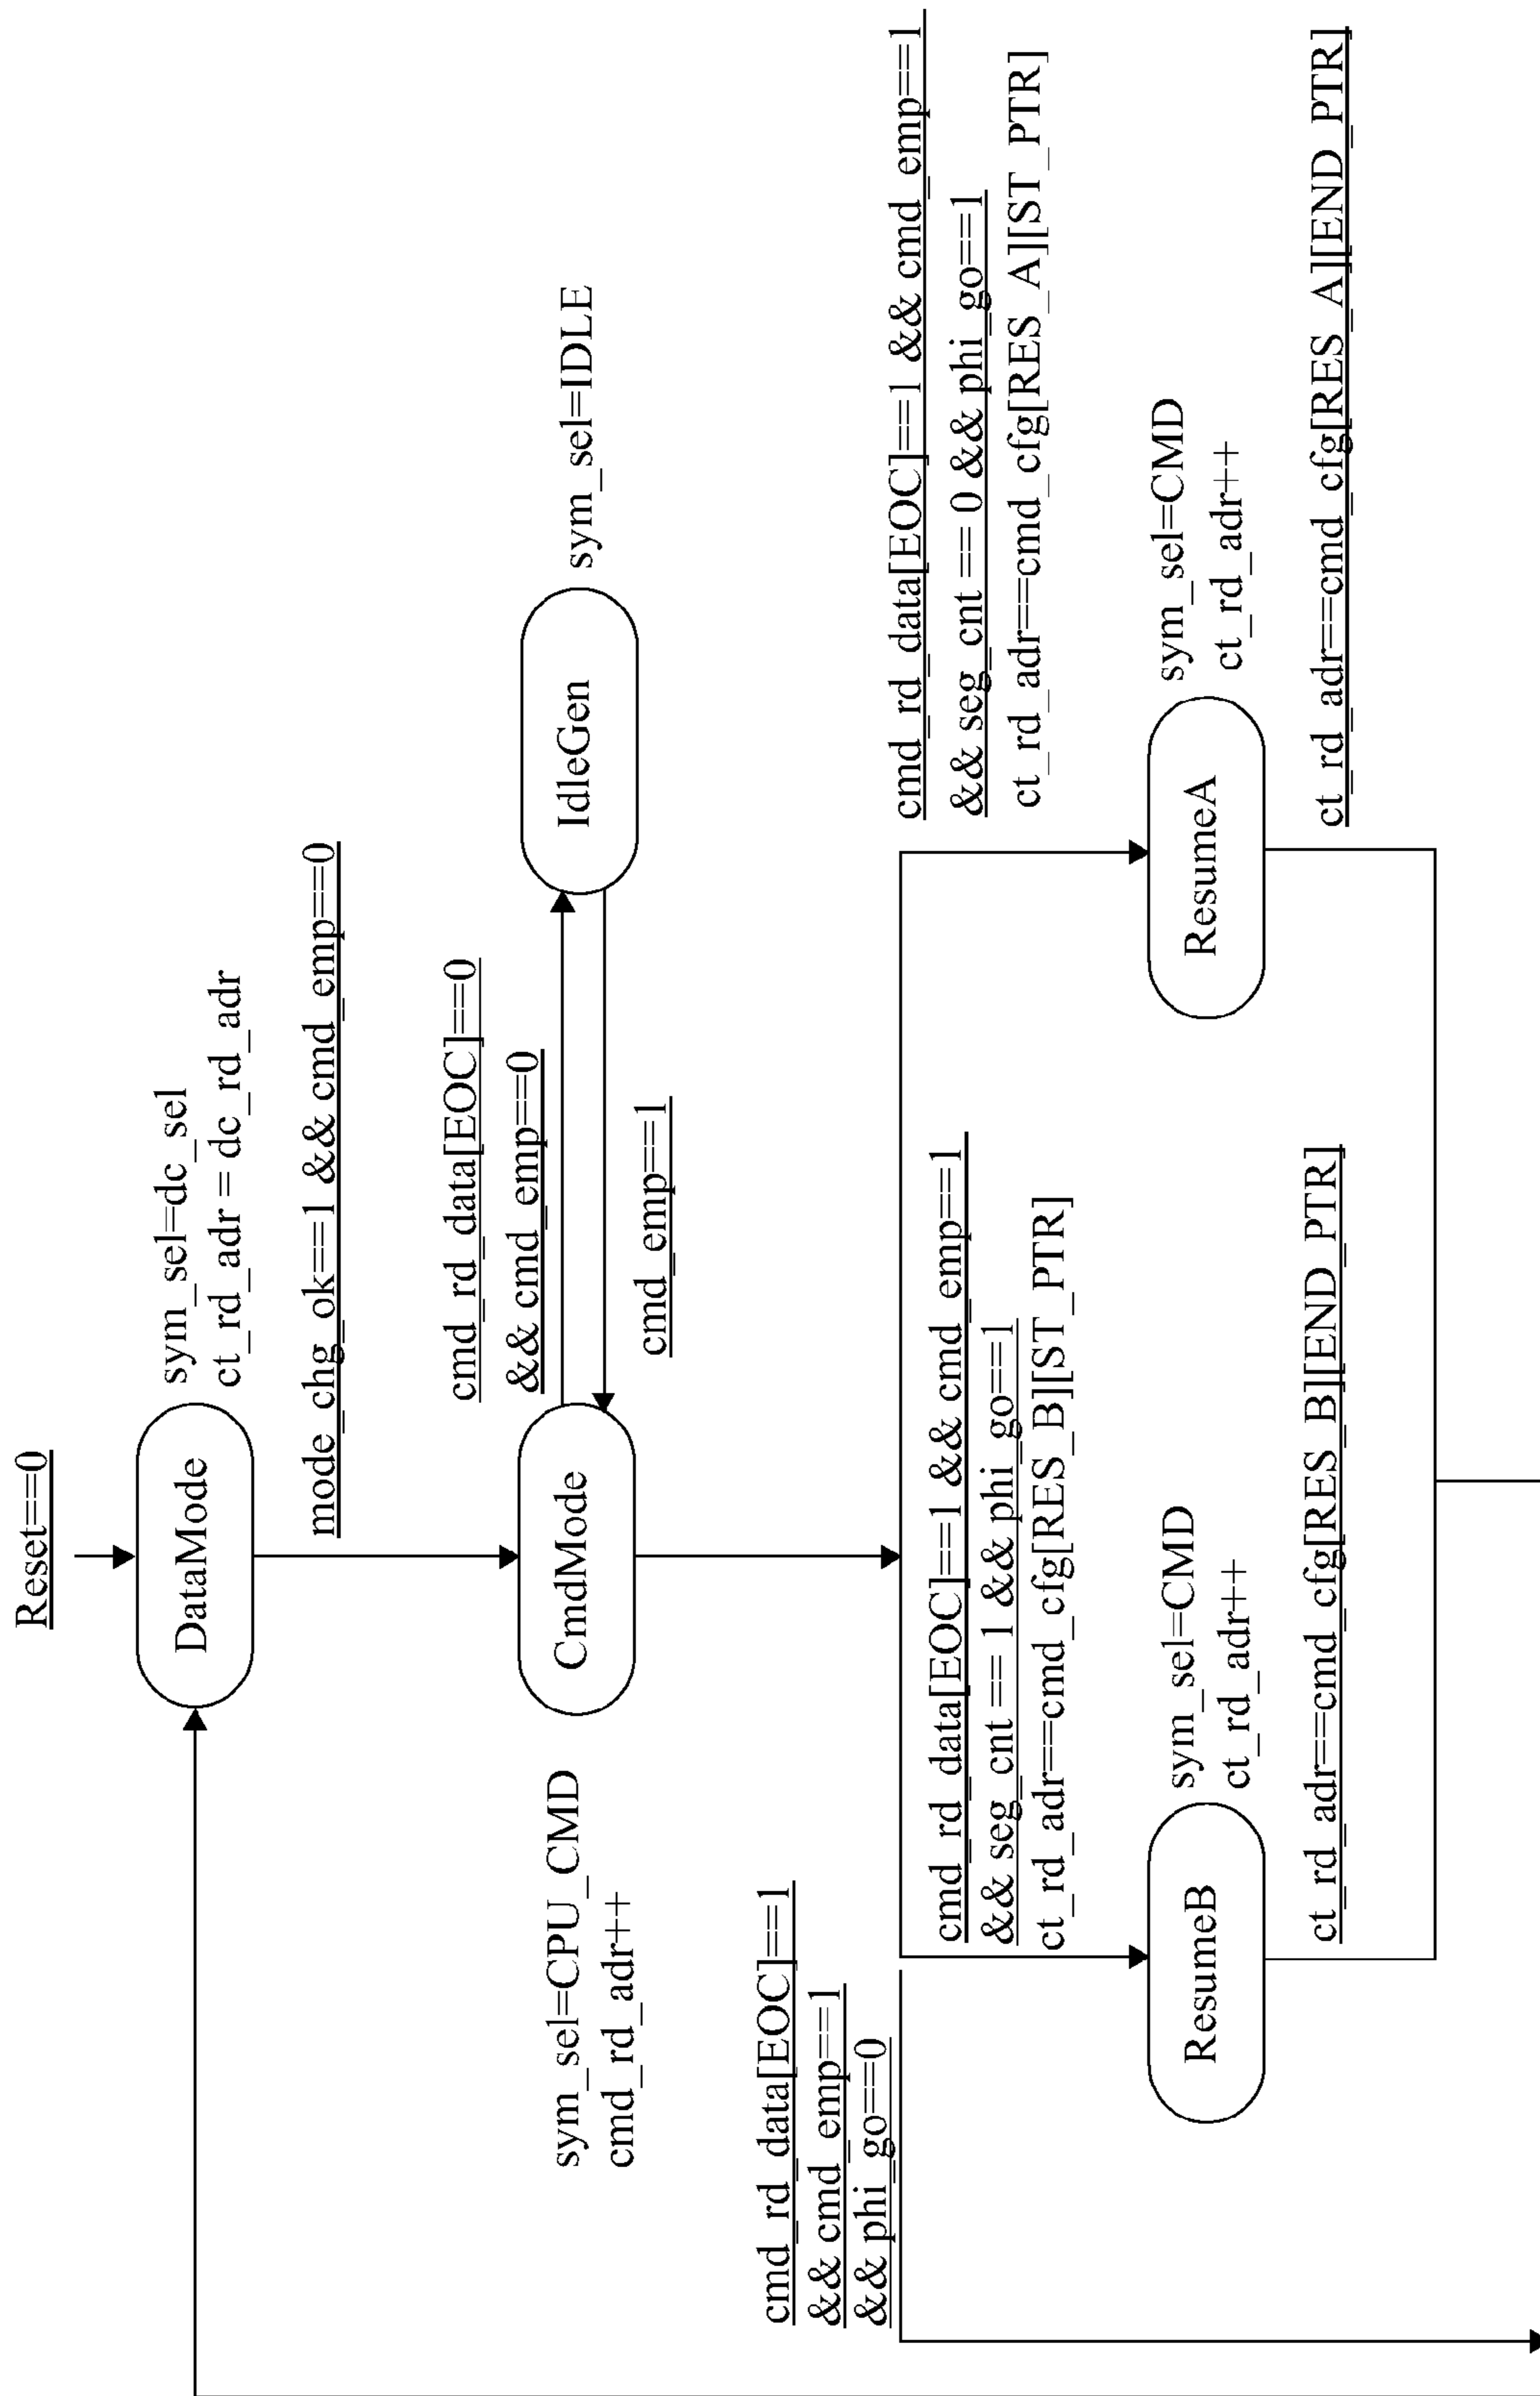 Reset==0
DataMode
sym_sel=dc_sel
ct_rd_adr = dc_rd_adr
mode_chg_ok==1 && cmd_emp==0
cmd_rd_data[EOC]==0
&& cmd_emp==0
sym_sel=CPU_CMD
cmd_rd_adr++
CmdMode
IdleGen
sym_sel=IDLE
cmd_emp==1
cmd_rd_data[EOC]==1
&& cmd_emp==1
&& phi_go==0
cmd_rd_data[EOC]==1 && cmd_emp==1
&& seg_cnt == 1 && phi_go==1
ct_rd_adr==cmd_cfg[RES_B][ST_PTR]
cmd_rd_data[EOC]==1 && cmd_emp==1
&& seg_cnt == 0 && phi_go==1
ct_rd_adr==cmd_cfg[RES_A][ST_PTR]
ResumeB
sym_sel=CMD
ct_rd_adr++
ResumeA
sym_sel=CMD
ct_rd_adr++
ct_rd_adr==cmd_cfg[RES_B][END_PTR]
ct_rd_adr==cmd_cfg[RES_A][END_PTR]